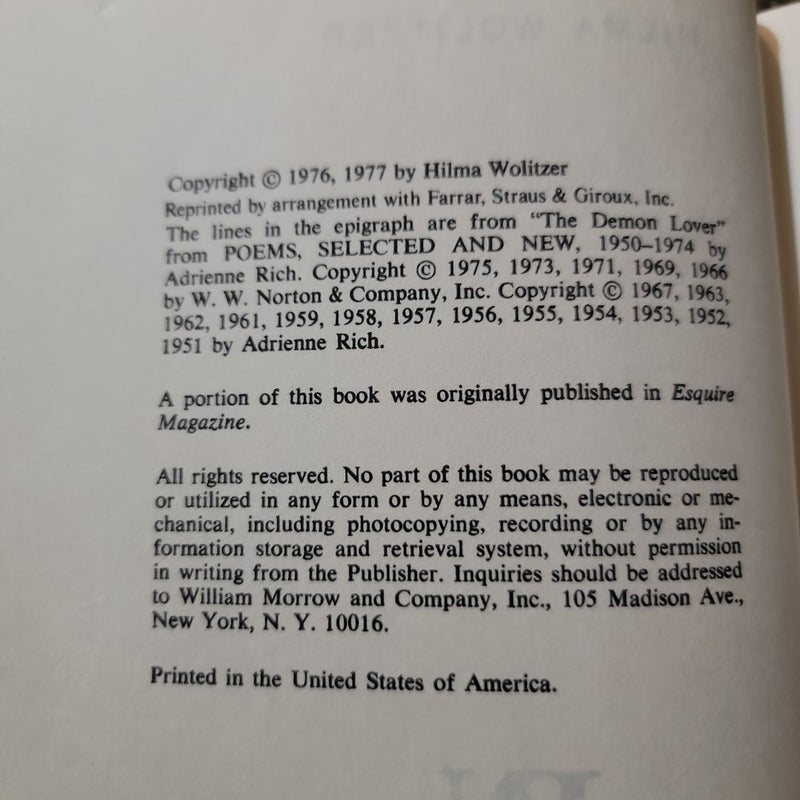 Copyright © 1976, 1977 by Hilma Wolitzer
Reprinted by arrangement with Farrar, Straus & Giroux, Inc.
The lines in the epigraph are from "The Demon Lover"
from POEMS, SELECTED AND NEW, 1950–1974 by
Adrienne Rich. Copyright © 1975, 1973, 1971, 1969, 1966
by W. W. Norton & Company, Inc. Copyright © 1967, 1963,
1962, 1961, 1959, 1958, 1957, 1956, 1955, 1954, 1953, 1952,
1951 by Adrienne Rich.
A portion of this book was originally published in Esquire
Magazine.
All rights reserved. No part of this book may be reproduced
or utilized in any form or by any means, electronic or me-
chanical, including photocopying, recording or by any in-
formation storage and retrieval system, without permission
in writing from the Publisher. Inquiries should be addressed
to William Morrow and Company, Inc., 105 Madison Ave.,
New York, N. Y. 10016.
Printed in the United States of America.